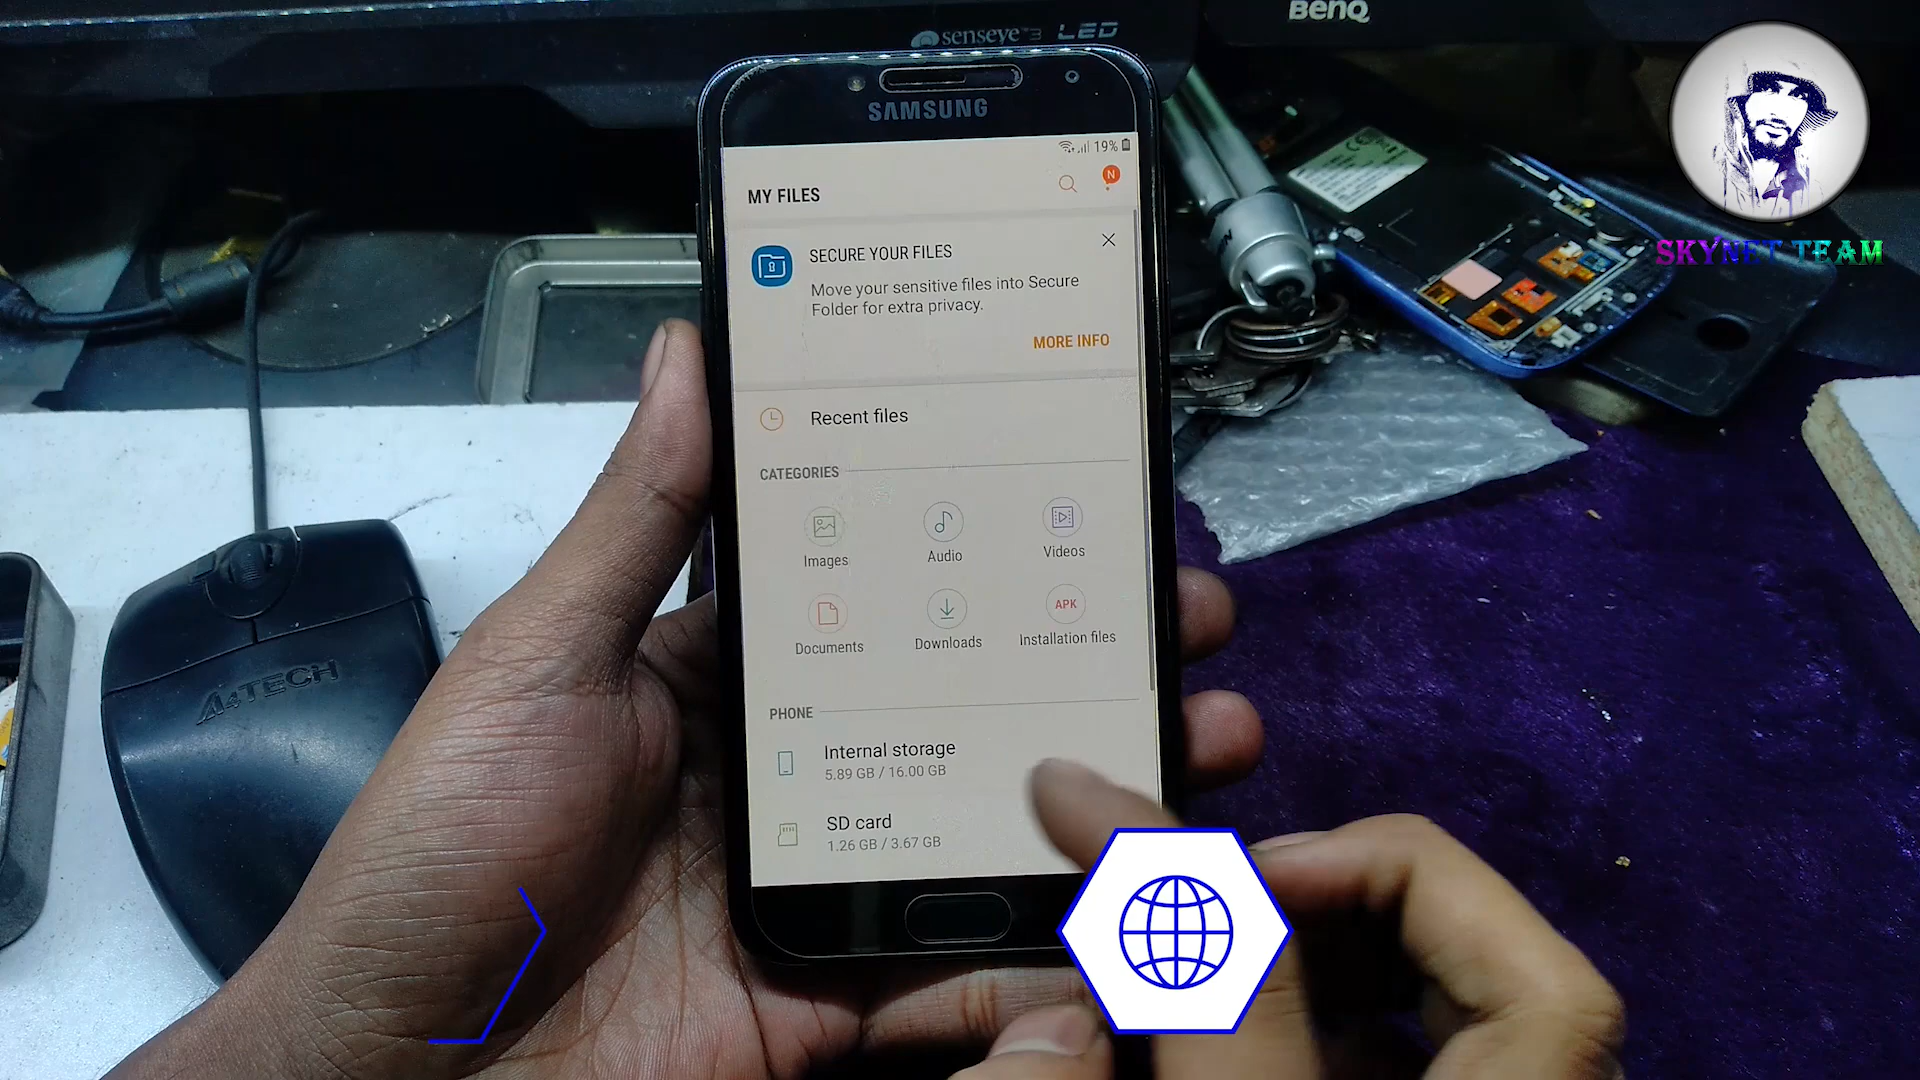 BenQ
senseye 3 LED
SAMSUNG
19%
MY FILES
N
SECURE YOUR FILES
Move your sensitive files into Secure
Folder for extra privacy.
MORE INFO
Recent files
CATEGORIES
Images
Audio
Videos
APK
Documents
Downloads
Installation files
PHONE
Internal storage
5.89 GB / 16.00 GB
SD card
1.26 GB / 3.67 GB
A4TECH
SKYNET TEAM